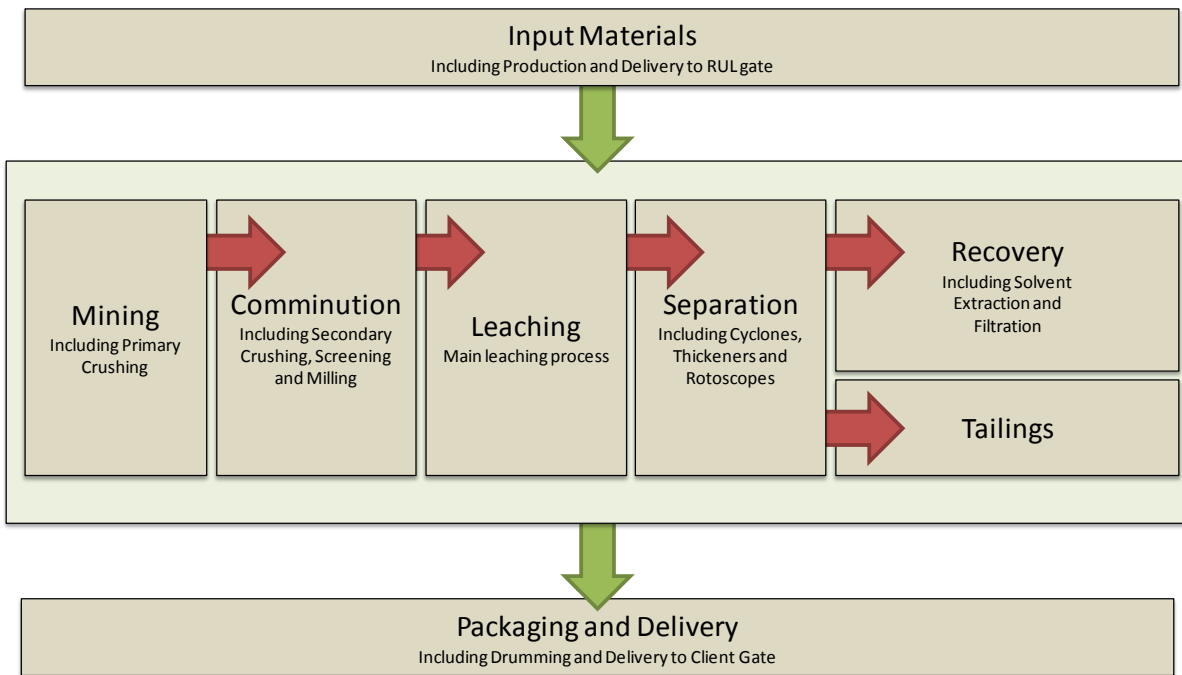 Input Materials
Including Production and Delivery to RUL gate
Mining
Including Primary
Crushing
Comminution
Including Secondary
Crushing, Screening
and Milling
Leaching
Main leaching process
Separation
Including Cyclones,
Thickeners and
Rotoscopes
Recovery
Including Solvent
Extraction and
Filtration
Tailings
Packaging and Delivery
Including Drumming and Delivery to Client Gate